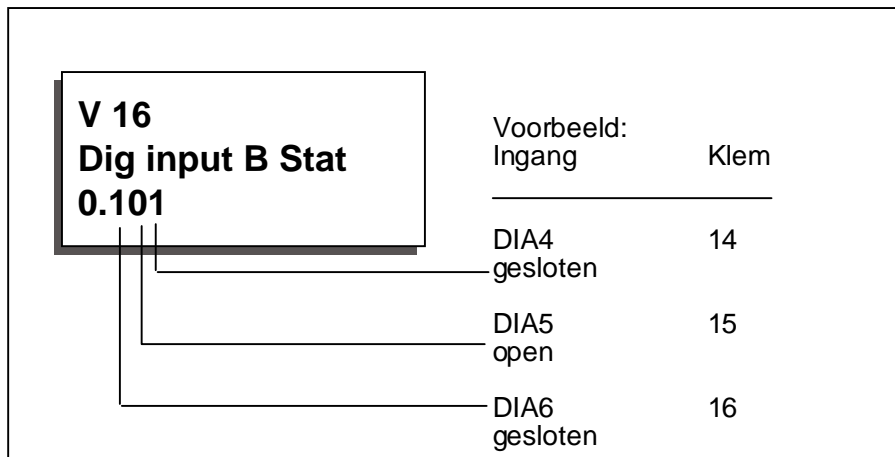 V 16
Dig input B Stat
0.101
Voorbeeld:
Ingang Klem
DIA4 14
gesloten
DIA5 15
open
DIA6 16
gesloten